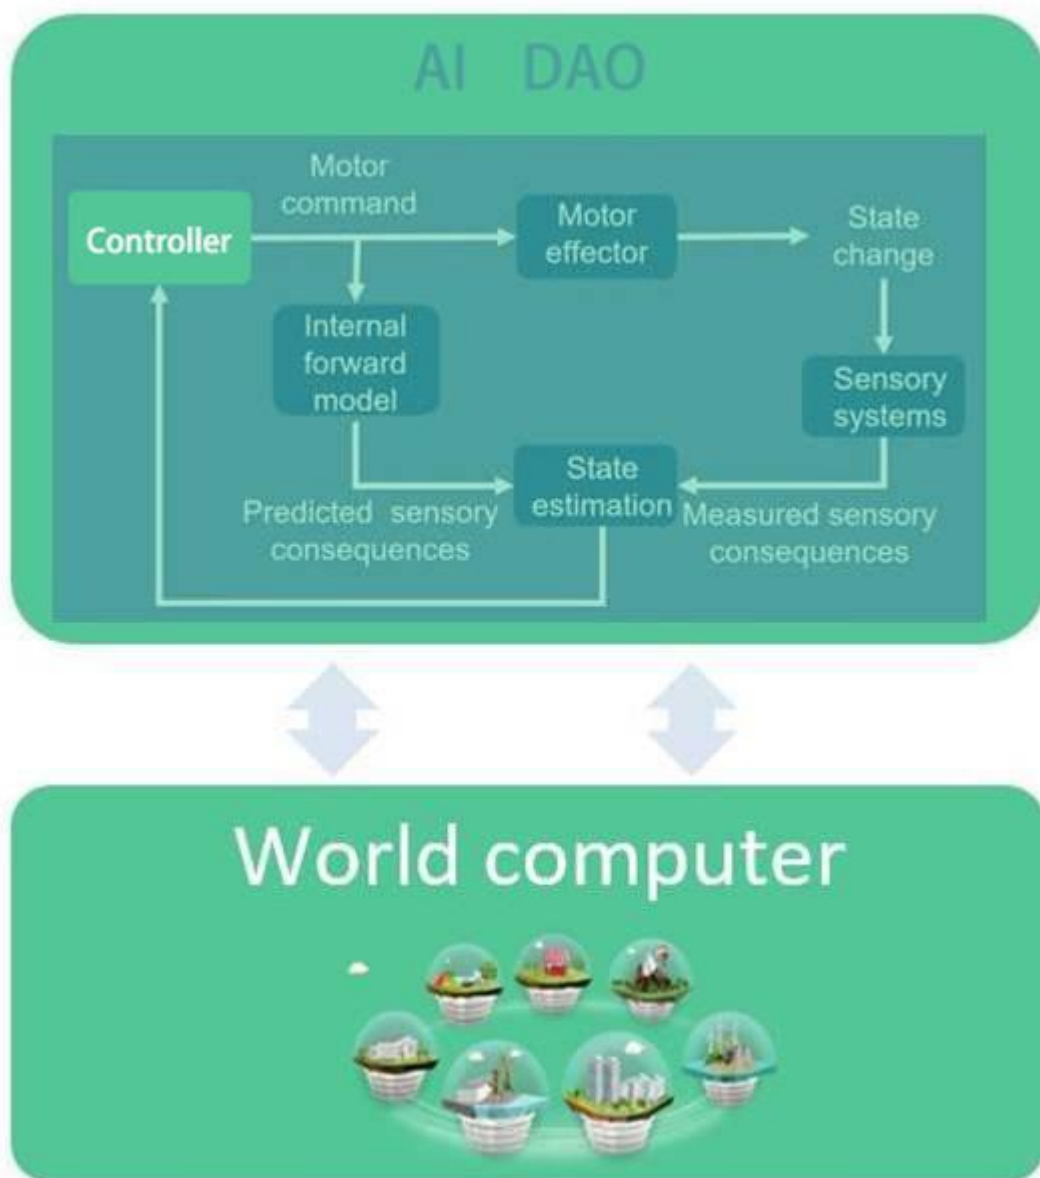 AI DAO
Motor
command
Controller
Motor
effector
State
change
Internal
forward
model
Sensory
systems
State
estimation
Predicted sensory
consequences
Measured sensory
consequences
World computer